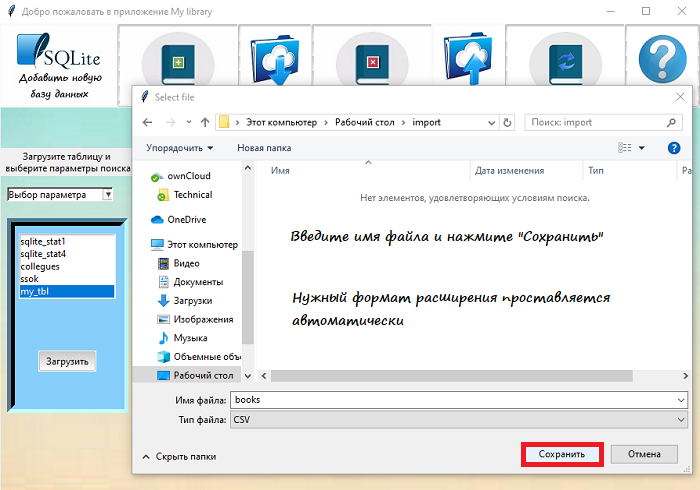 Добро пожаловать в приложение My library
SQLite
Добавить новую
базу данных
Загрузите таблицу и
выберите параметры поиска
Выбор параметра
sqlite_stat1
sqlite_stat4
collegues
ssok
my_tbl
Загрузить
Select file
Этот компьютер
Рабочий стол
import
Поиск: import
Упорядочить
Новая папка
ownCloud
Technical
OneDrive
Этот компьютер
Видео
Документы
Загрузки
Изображения
Музыка
Объемные объ
Рабочий стол
Имя
Дата изменения
Тип
Ра
Нет элементов, удовлетворяющих условиям поиска.
Введите имя файла и нажмите "Сохранить"
Нужный формат расширения проставляется
автоматически
Имя файла: books
Тип файла: CSV
Скрыть папки
Сохранить
Отмена